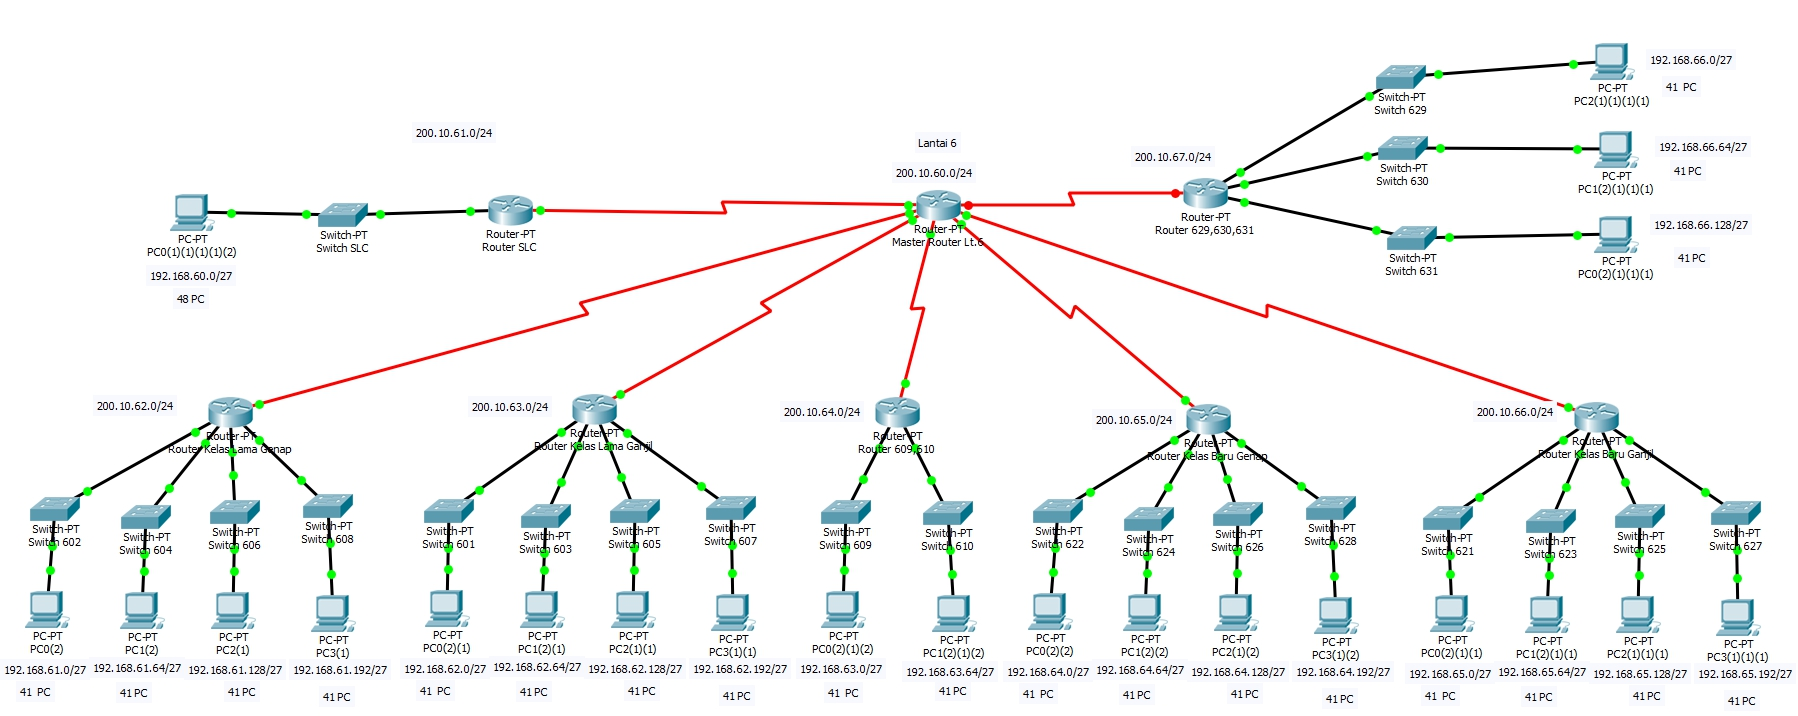 192.168.66.0/27
41 PC
PC-PT
PC2(1)(1)(1)(1)
Switch-PT
Switch 629
200.10.61.0/24
Lantai 6
200.10.60.0/24
200.10.67.0/24
192.168.66.64/27
41 PC
PC-PT
PC1(2)(1)(1)(1)
Switch-PT
Switch 630
192.168.66.128/27
41 PC
PC-PT
PC0(2)(1)(1)(1)
Switch-PT
Switch 631
Router-PT
Router 629,630,631
Router-PT
Master Router Lt.6
Router-PT
Router SLC
Switch-PT
Switch SLC
PC-PT
PC0(1)(1)(1)(1)(2)
192.168.60.0/27
48 PC
200.10.62.0/24
Router-PT
Router Kelas Lama Genap
200.10.63.0/24
Router-PT
Router Kelas Lama Ganjil
200.10.64.0/24
Router-PT
Router 609,610
200.10.65.0/24
Router-PT
Router Kelas Baru Genap
200.10.66.0/24
Router-PT
Router Kelas Baru Ganjil
Switch-PT
Switch 602
Switch-PT
Switch 604
Switch-PT
Switch 606
Switch-PT
Switch 608
Switch-PT
Switch 601
Switch-PT
Switch 603
Switch-PT
Switch 605
Switch-PT
Switch 607
Switch-PT
Switch 609
Switch-PT
Switch 610
Switch-PT
Switch 622
Switch-PT
Switch 624
Switch-PT
Switch 626
Switch-PT
Switch 628
Switch-PT
Switch 621
Switch-PT
Switch 623
Switch-PT
Switch 625
Switch-PT
Switch 627
PC-PT
PC0(2)
192.168.61.0/27
41 PC
PC-PT
PC1(2)
192.168.61.64/27
41 PC
PC-PT
PC2(1)
192.168.61.128/27
41 PC
PC-PT
PC3(1)
192.168.61.192/27
41 PC
PC-PT
PC0(2)(1)
192.168.62.0/27
41 PC
PC-PT
PC1(2)(1)
192.168.62.64/27
41 PC
PC-PT
PC2(1)(1)
192.168.62.128/27
41 PC
PC-PT
PC3(1)(1)
192.168.62.192/27
41 PC
PC-PT
PC0(2)(1)(2)
192.168.63.0/27
41 PC
PC-PT
PC1(2)(1)(2)
192.168.63.64/27
41 PC
PC-PT
PC0(2)(2)
192.168.64.0/27
41 PC
PC-PT
PC1(2)(2)
192.168.64.64/27
41 PC
PC-PT
PC2(1)(2)
192.168.64.128/27
41 PC
PC-PT
PC3(1)(2)
192.168.64.192/27
41 PC
PC-PT
PC0(2)(1)(1)
192.168.65.0/27
41 PC
PC-PT
PC1(2)(1)(1)
192.168.65.64/27
41 PC
PC-PT
PC2(1)(1)(1)
192.168.65.128/27
41 PC
PC-PT
PC3(1)(1)(1)
192.168.65.192/27
41 PC